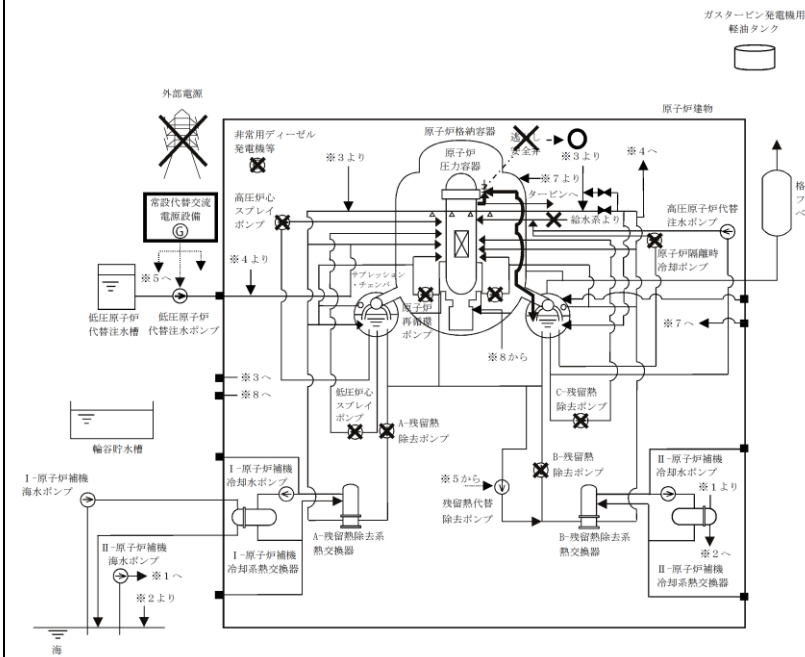 ガスタービン発電機用
軽油タンク
外部電源
原子炉建物
非常用ディーゼル
発電機等
原子炉格納容器
原子炉
圧力容器
安全弁
※3より
※7より
※3より
※4へ
タービンへ
常設代替交流
電源設備
G
高圧炉心
スプレイ
ポンプ
給水系より
高圧原子炉代替
注水ポンプ
原子炉隔離時
冷却ポンプ
※5へ
※4より
サプレッション
・チェンバ
低圧原子炉
代替注水槽
低圧原子炉
代替注水ポンプ
原子炉
再循環
ポンプ
※7へ
※8から
※3へ
※8へ
低圧炉心
スプレイ
ポンプ
A-残留熱
除去ポンプ
C-残留熱
除去ポンプ
輪谷貯水槽
B-残留熱
除去ポンプ
Ⅰ-原子炉補機
海水ポンプ
Ⅰ-原子炉補機
冷却水ポンプ
※5から
残留熱代替
除去ポンプ
Ⅱ-原子炉補機
冷却水ポンプ
※1より
※2へ
Ⅱ-原子炉補機
海水ポンプ
※1へ
※2より
Ⅰ-原子炉補機
冷却系熱交換器
A-残留熱除去系
熱交換器
B-残留熱除去系
熱交換器
Ⅱ-原子炉補機
冷却系熱交換器
海